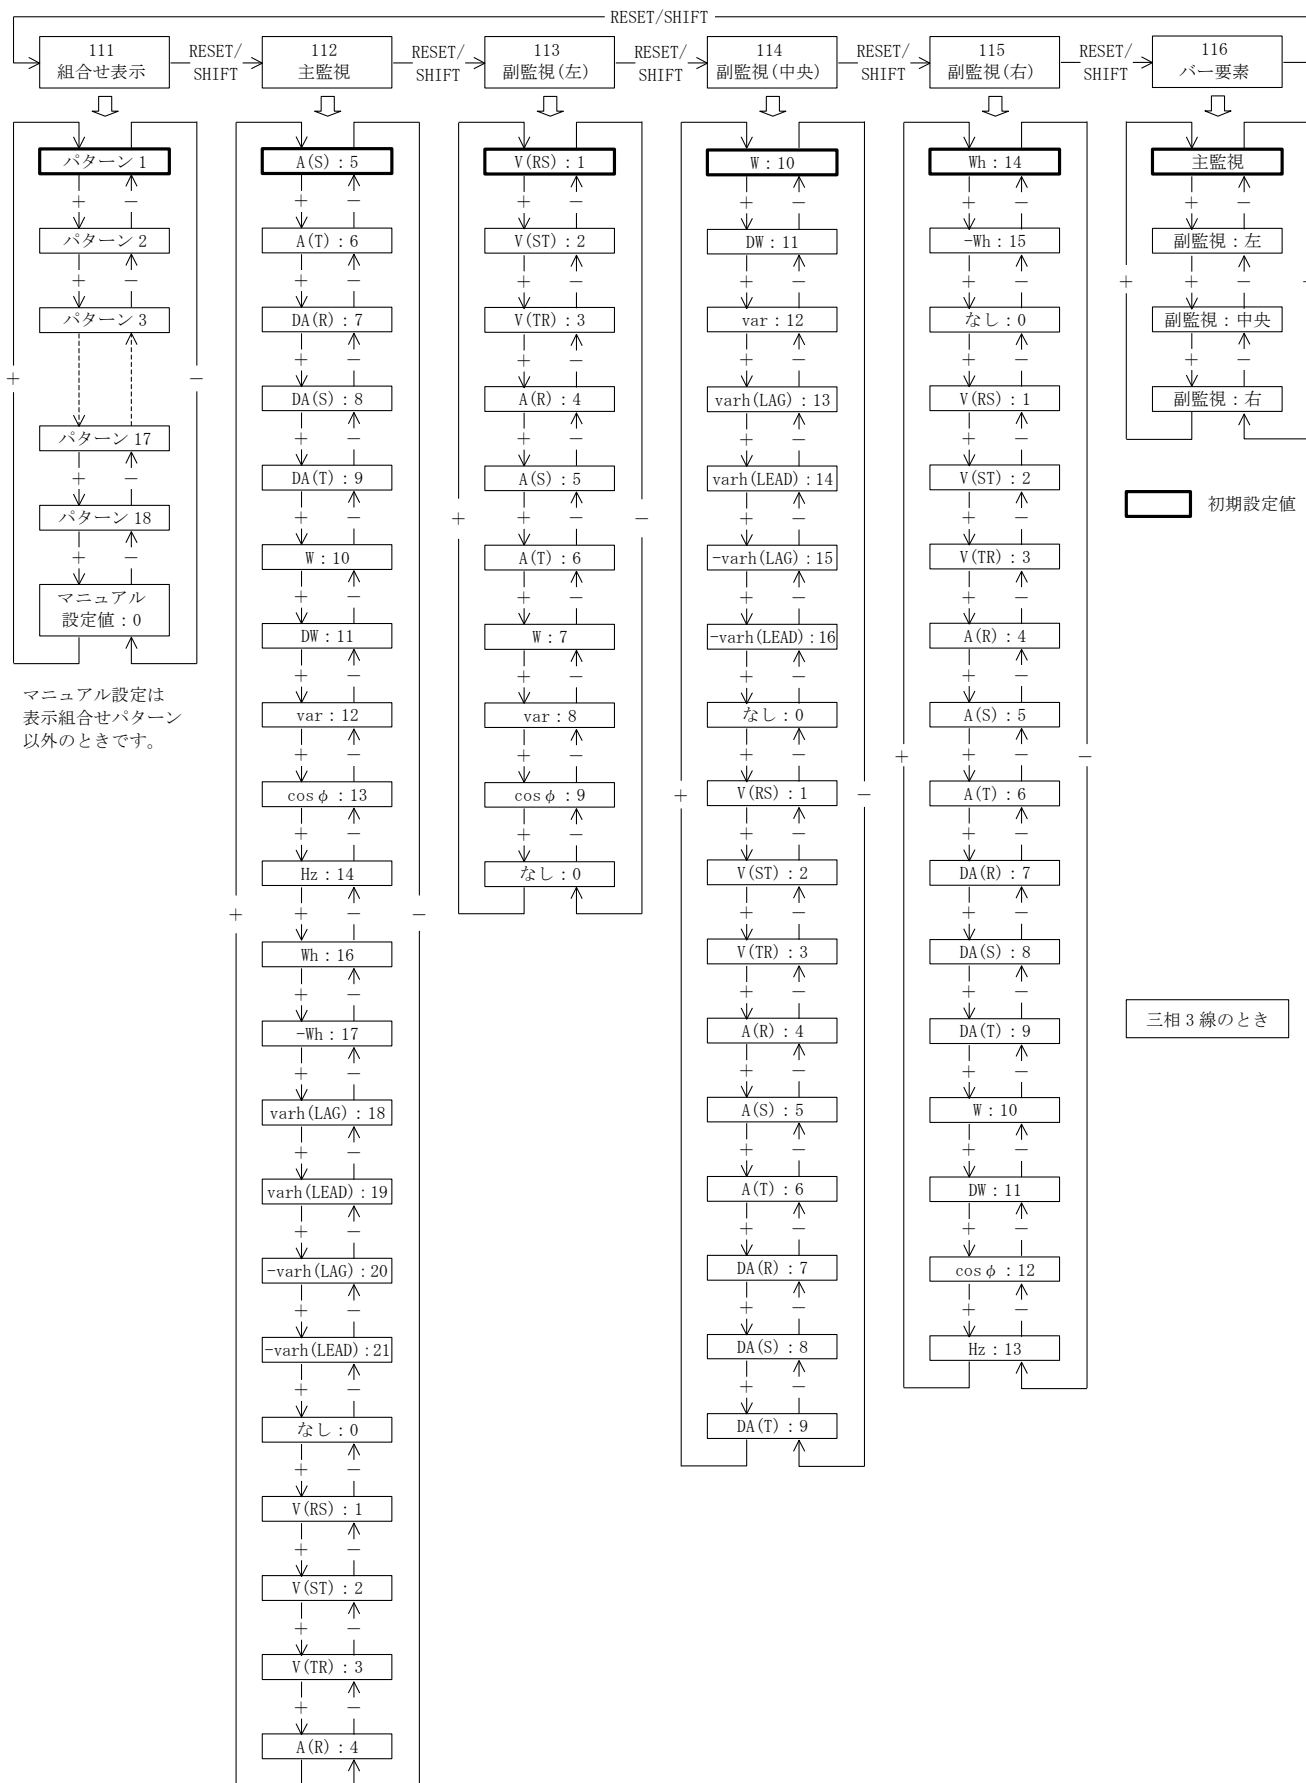 RESET/SHIFT
111
組合せ表示
RESET/
SHIFT
112
主監視
RESET/
SHIFT
113
副監視(左)
RESET/
SHIFT
114
副監視(中央)
RESET/
SHIFT
115
副監視(右)
RESET/
SHIFT
116
バー要素
パターン 1
+ −
パターン 2
+ −
パターン 3
+ −
パターン 17
+ −
パターン 18
+ −
マニュアル
設定値:0
マニュアル設定は
表示組合せパターン
以外のときです。
A(S):5
+ −
A(T):6
+ −
DA(R):7
+ −
DA(S):8
+ −
DA(T):9
+ −
W:10
+ −
DW:11
+ −
var:12
+ −
cosφ:13
+ −
Hz:14
+ −
+ −
Wh:16
+ −
-Wh:17
+ −
varh(LAG):18
+ −
varh(LEAD):19
+ −
-varh(LAG):20
+ −
-varh(LEAD):21
+ −
なし:0
+ −
V(RS):1
+ −
V(ST):2
+ −
V(TR):3
+ −
A(R):4
V(RS):1
+ −
V(ST):2
+ −
V(TR):3
+ −
A(R):4
+ −
A(S):5
+ −
+ −
A(T):6
+ −
W:7
+ −
var:8
+ −
cosφ:9
+ −
なし:0
W:10
+ −
DW:11
+ −
var:12
+ −
varh(LAG):13
+ −
varh(LEAD):14
+ −
-varh(LAG):15
+ −
-varh(LEAD):16
+ −
なし:0
+ −
V(RS):1
+ −
+ −
V(ST):2
+ −
V(TR):3
+ −
A(R):4
+ −
A(S):5
+ −
A(T):6
+ −
DA(R):7
+ −
DA(S):8
+ −
DA(T):9
Wh:14
+ −
-Wh:15
+ −
なし:0
+ −
V(RS):1
+ −
V(ST):2
+ −
V(TR):3
+ −
A(R):4
+ −
A(S):5
+ −
+ −
A(T):6
+ −
DA(R):7
+ −
DA(S):8
+ −
DA(T):9
+ −
W:10
+ −
DW:11
+ −
cosφ:12
+ −
Hz:13
主監視
+ −
副監視:左
+ −
+ −
副監視:中央
+ −
副監視:右
初期設定値
三相 3 線のとき